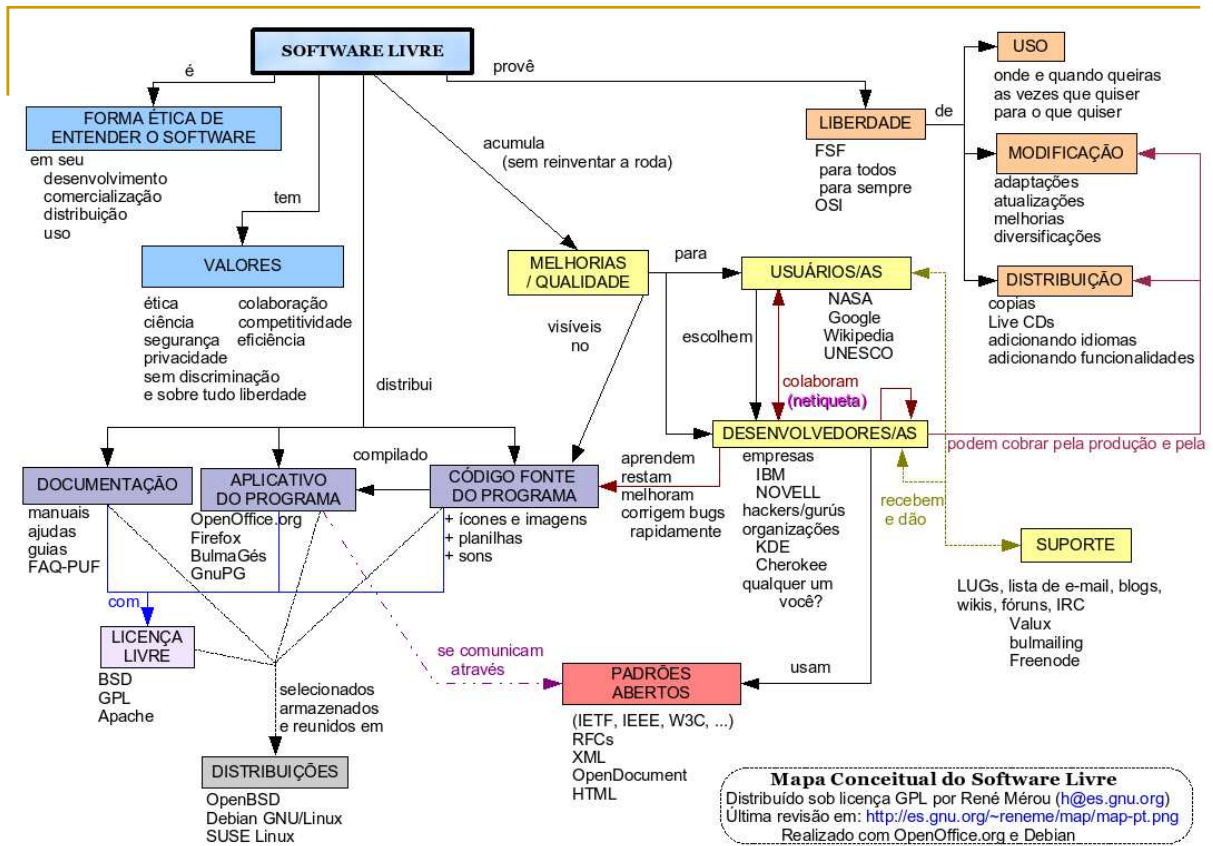 SOFTWARE LIVRE
é
provê
FORMA ÉTICA DE
ENTENDER O SOFTWARE
em seu
desenvolvimento
comercialização
distribuição
uso
tem
VALORES
ética
ciência
segurança
privacidade
sem discriminação
e sobre tudo liberdade
colaboração
competitividade
eficiência
acumula
(sem reinventar a roda)
LIBERDADE
FSF
para todos
para sempre
OSI
de
USO
onde e quando queiras
as vezes que quiser
para o que quiser
MODIFICAÇÃO
adaptações
atualizações
melhorias
diversificações
DISTRIBUIÇÃO
copias
Live CDs
adicionando idiomas
adicionando funcionalidades
MELHORIAS
/ QUALIDADE
para
visíveis
no
USUÁRIOS/AS
NASA
Google
Wikipedia
UNESCO
escolhem
colaboram
(netiqueta)
DESENVOLVEDORES/AS
empresas
IBM
NOVELL
hackers/gurús
organizações
KDE
Cherokee
qualquer um
você?
podem cobrar pela produção e pela
recebem
e dão
SUPORTE
LUGs, lista de e-mail, blogs,
wikis, fóruns, IRC
Valux
bulmailing
Freenode
distribui
DOCUMENTAÇÃO
manuais
ajudas
guias
FAQ-PUF
APLICATIVO
DO PROGRAMA
OpenOffice.org
Firefox
BulmaGés
GnuPG
compilado
CÓDIGO FONTE
DO PROGRAMA
+ ícones e imagens
+ planilhas
+ sons
aprendem
restam
melhoram
corrigem bugs
rapidamente
com
LICENÇA
LIVRE
BSD
GPL
Apache
selecionados
armazenados
e reunidos em
DISTRIBUIÇÕES
OpenBSD
Debian GNU/Linux
SUSE Linux
se comunicam
através
usam
PADRÕES
ABERTOS
(IETF, IEEE, W3C, ...)
RFCs
XML
OpenDocument
HTML
Mapa Conceitual do Software Livre
Distribuído sob licença GPL por René Mérou (h@es.gnu.org)
Última revisão em: http://es.gnu.org/~reneme/map/map-pt.png
Realizado com OpenOffice.org e Debian